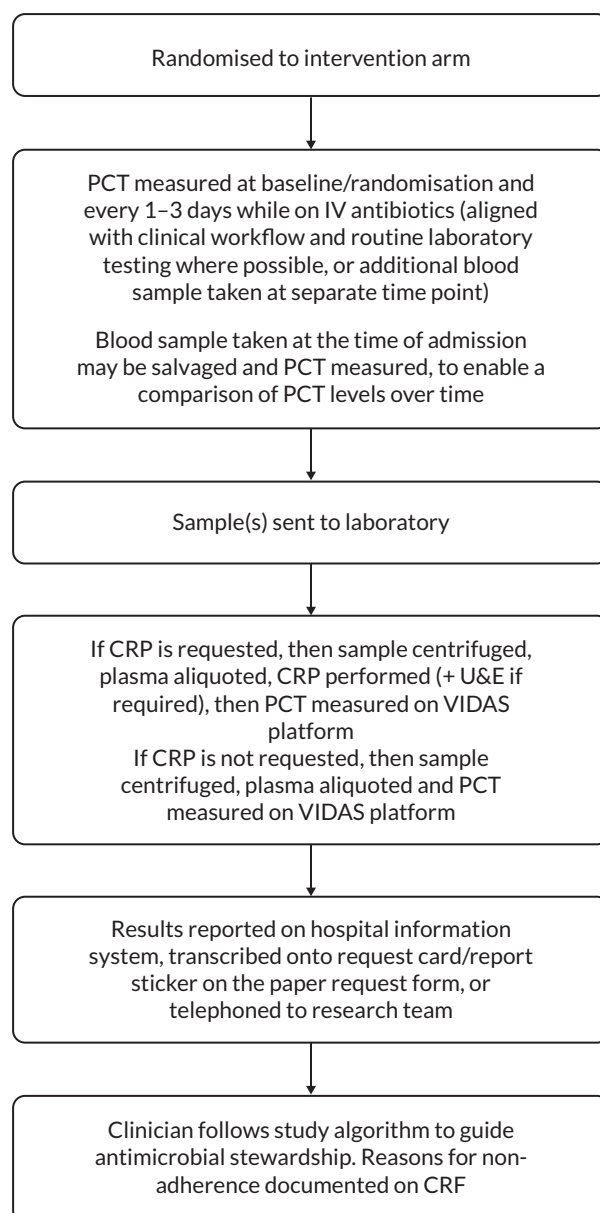 Randomised to intervention arm
PCT measured at baseline/randomisation and
every 1–3 days while on IV antibiotics (aligned
with clinical workflow and routine laboratory
testing where possible, or additional blood
sample taken at separate time point)
Blood sample taken at the time of admission
may be salvaged and PCT measured, to enable a
comparison of PCT levels over time
Sample(s) sent to laboratory
If CRP is requested, then sample centrifuged,
plasma aliquoted, CRP performed (+ U&E if
required), then PCT measured on VIDAS
platform
If CRP is not requested, then sample
centrifuged, plasma aliquoted and PCT
measured on VIDAS platform
Results reported on hospital information
system, transcribed onto request card/report
sticker on the paper request form, or
telephoned to research team
Clinician follows study algorithm to guide
antimicrobial stewardship. Reasons for non-
adherence documented on CRF